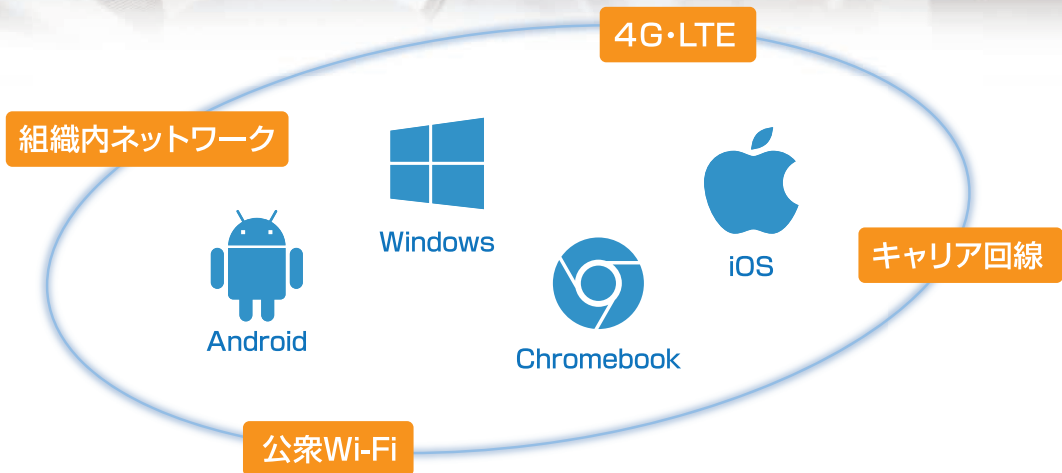 4G・LTE
組織内ネットワーク
Windows
iOS
キャリア回線
Android
Chromebook
公衆Wi-Fi